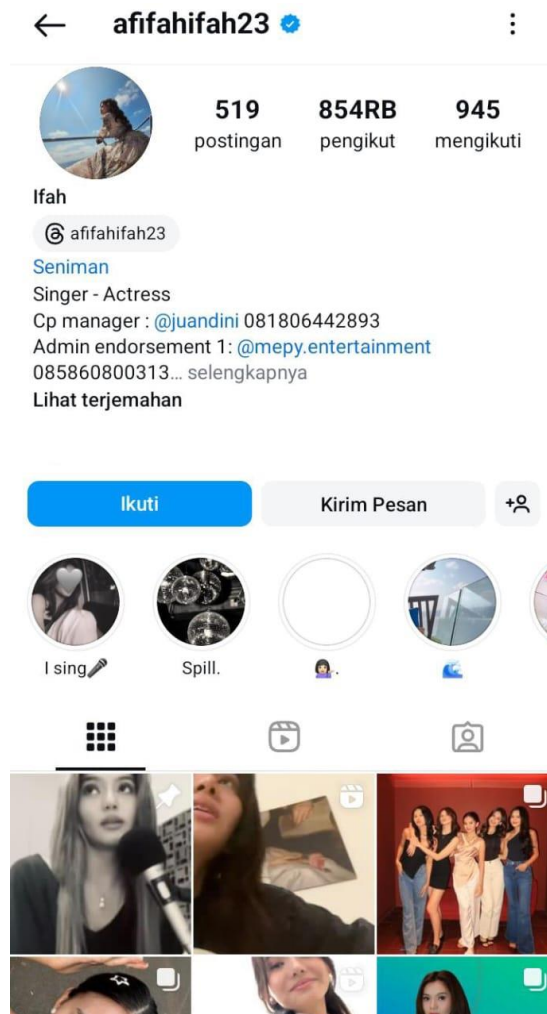 afifahifah23
519 854RB 945
postingan pengikut mengikuti
Ifah
afifahifah23
Seniman
Singer - Actress
Cp manager : @juandini 081806442893
Admin endorsement 1: @mepy.entertainment
085860800313... selengkapnya
Lihat terjemahan
Ikuti Kirim Pesan
I sing🎤 Spill. 💁🏻‍♀️. 🌊